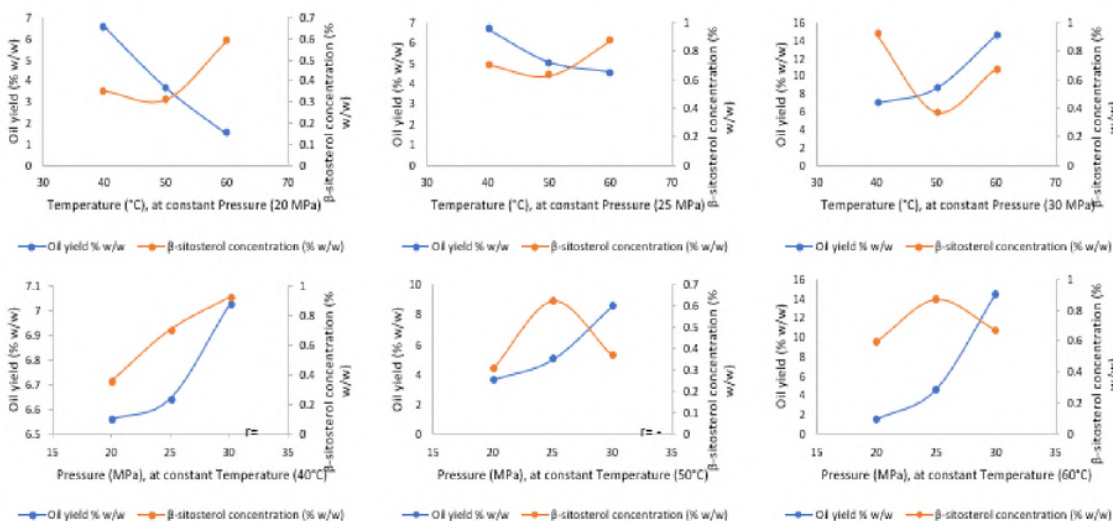 7
6
5
4
3
2
1
0
Oil yield (% w/w)
0.7
0.6
0.5
0.4
0.3
0.2
0.1
0
β-sitosterol concentration (% w/w)
30 40 50 60 70
Temperature (°C), at constant Pressure (20 MPa)
Oil yield % w/w β-sitosterol concentration (% w/w)
7
6
5
4
3
2
1
0
Oil yield (% w/w)
1
0.8
0.6
0.4
0.2
0
β-sitosterol concentration (% w/w)
30 40 50 60 70
Temperature (°C), at constant Pressure (25 MPa)
Oil yield % w/w β-sitosterol concentration (% w/w)
16
14
12
10
8
6
4
2
0
Oil yield (% w/w)
1
0.8
0.6
0.4
0.2
0
β-sitosterol concentration (% w/w)
30 40 50 60 70
Temperature (°C), at constant Pressure (30 MPa)
Oil yield % w/w β-sitosterol concentration (% w/w)
7.1
7
6.9
6.8
6.7
6.6
6.5
Oil yield (% w/w)
1
0.8
0.6
0.4
0.2
0
β-sitosterol concentration (% w/w)
r=
15 20 25 30 35
Pressure (MPa), at constant Temperature (40°C)
Oil yield % w/w β-sitosterol concentration (% w/w)
10
8
6
4
2
0
Oil yield (% w/w)
0.7
0.6
0.5
0.4
0.3
0.2
0.1
0
β-sitosterol concentration (% w/w)
r= -
15 20 25 30 35
Pressure (MPa), at constant Temperature (50°C)
Oil yield % w/w β-sitosterol concentration (% w/w)
16
14
12
10
8
6
4
2
0
Oil yield (% w/w)
1
0.8
0.6
0.4
0.2
0
β-sitosterol concentration (% w/w)
15 20 25 30 35
Pressure (MPa), at constant Temperature (60°C)
Oil yield % w/w β-sitosterol concentration (% w/w)